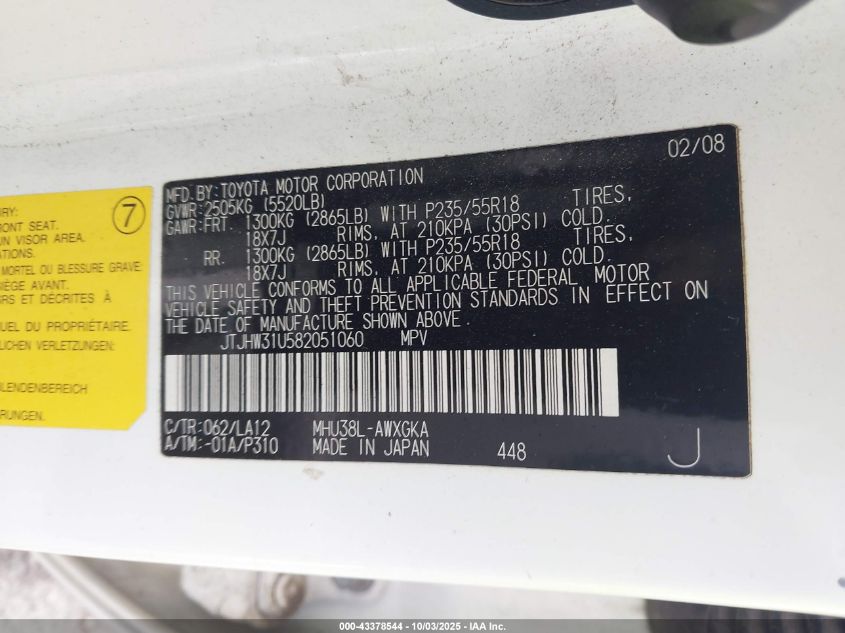 RY:
RONT SEAT.
UN VISOR AREA.
ATIONS.
MORTEL OU BLESSURE GRAVE
SIÈGE AVANT.
RS ET DÉCRITES À
UEL DU PROPRIÉTAIRE.
LICHEN VERLETZUNGEN:
LENDENBEREICH
RUNGEN.
7
02/08
MFD.BY:TOYOTA MOTOR CORPORATION
GVWR:2505KG (5520LB)
GAWR:FRT 1300KG (2865LB) WITH P235/55R18 TIRES,
18X7J RIMS, AT 210KPA (30PSI) COLD.
RR 1300KG (2865LB) WITH P235/55R18 TIRES,
18X7J RIMS, AT 210KPA (30PSI) COLD.
THIS VEHICLE CONFORMS TO ALL APPLICABLE FEDERAL MOTOR
VEHICLE SAFETY AND THEFT PREVENTION STANDARDS IN EFFECT ON
THE DATE OF MANUFACTURE SHOWN ABOVE.
JTJHW31U582051060 MPV
C/TR:062/LA12 MHU38L-AWXGKA
A/TM:-01A/P310 MADE IN JAPAN 448 J
000-43378544 - 10/03/2025 - IAA Inc.